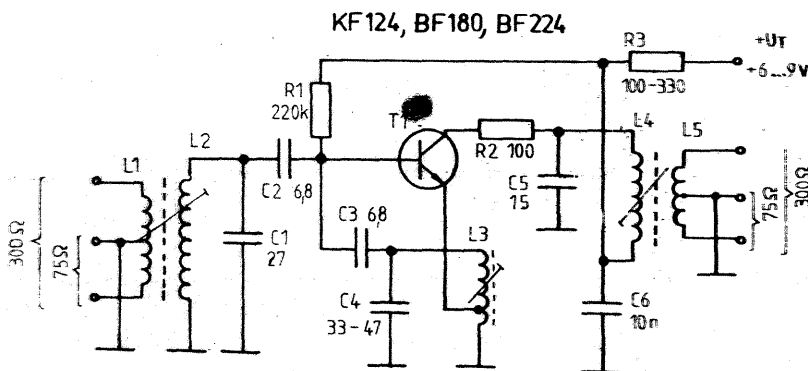 KF124, BF180, BF224
R3
+UT
+6...9V
100-330
R1
220k
T1
L4
L5
L2
L1
R2 100
C2 6,8
C5
15
C3 6,8
L3
C1
27
300Ω
75Ω
75Ω
300Ω
C4
33-47
C6
10n